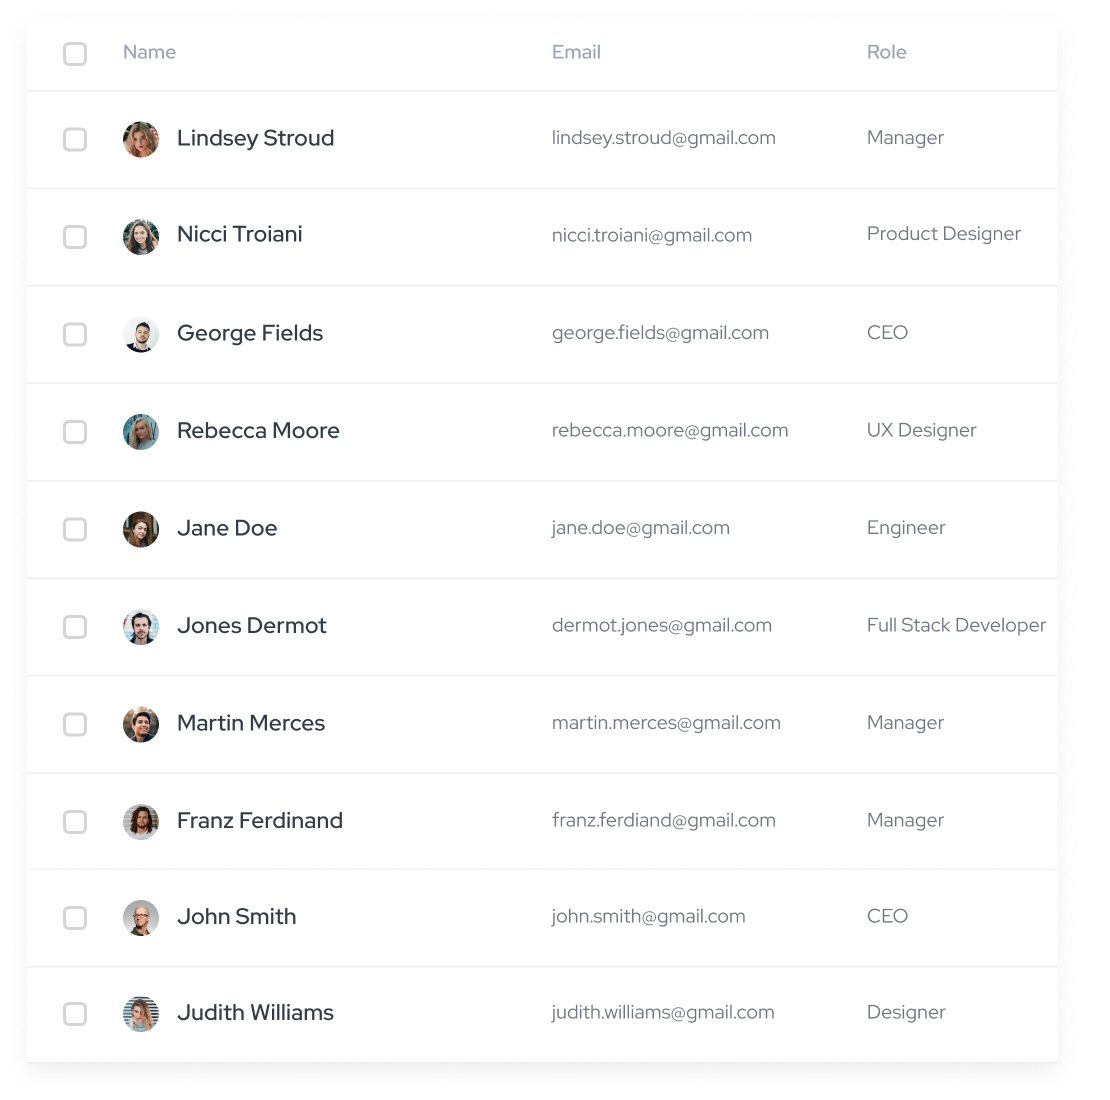 Name Email Role
Lindsey Stroud lindsey.stroud@gmail.com Manager
Nicci Troiani nicci.troiani@gmail.com Product Designer
George Fields george.fields@gmail.com CEO
Rebecca Moore rebecca.moore@gmail.com UX Designer
Jane Doe jane.doe@gmail.com Engineer
Jones Dermot dermot.jones@gmail.com Full Stack Developer
Martin Merces martin.merces@gmail.com Manager
Franz Ferdinand franz.ferdiand@gmail.com Manager
John Smith john.smith@gmail.com CEO
Judith Williams judith.williams@gmail.com Designer